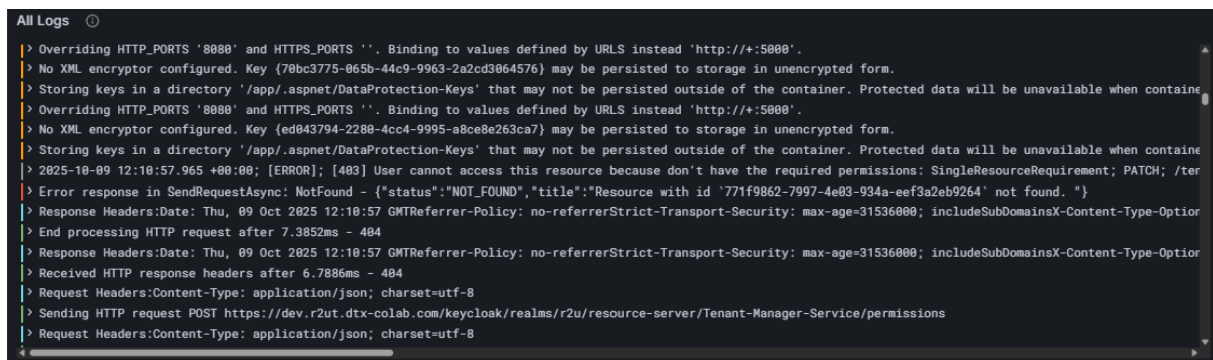 All Logs
> Overriding HTTP_PORTS '8080' and HTTPS_PORTS ''. Binding to values defined by URLS instead 'http://+:5000'.
> No XML encryptor configured. Key {70bc3775-065b-44c9-9963-2a2cd3064576} may be persisted to storage in unencrypted form.
> Storing keys in a directory '/app/.aspnet/DataProtection-Keys' that may not be persisted outside of the container. Protected data will be unavailable when containe
> Overriding HTTP_PORTS '8080' and HTTPS_PORTS ''. Binding to values defined by URLS instead 'http://+:5000'.
> No XML encryptor configured. Key {ed043794-2280-4cc4-9995-a8ce8e263ca7} may be persisted to storage in unencrypted form.
> Storing keys in a directory '/app/.aspnet/DataProtection-Keys' that may not be persisted outside of the container. Protected data will be unavailable when containe
> 2025-10-09 12:10:57.965 +00:00; [ERROR]; [403] User cannot access this resource because don't have the required permissions: SingleResourceRequirement; PATCH; /ter
> Error response in SendRequestAsync: NotFound - {"status":"NOT_FOUND","title":"Resource with id `771f9862-7997-4e03-934a-eef3a2eb9264` not found. "}
> Response Headers:Date: Thu, 09 Oct 2025 12:10:57 GMTReferrer-Policy: no-referrerStrict-Transport-Security: max-age=31536000; includeSubDomainsX-Content-Type-Option
> End processing HTTP request after 7.3852ms - 404
> Response Headers:Date: Thu, 09 Oct 2025 12:10:57 GMTReferrer-Policy: no-referrerStrict-Transport-Security: max-age=31536000; includeSubDomainsX-Content-Type-Option
> Received HTTP response headers after 6.7886ms - 404
> Request Headers:Content-Type: application/json; charset=utf-8
> Sending HTTP request POST https://dev.r2ut.dtx-colab.com/keycloak/realms/r2u/resource-server/Tenant-Manager-Service/permissions
> Request Headers:Content-Type: application/json; charset=utf-8